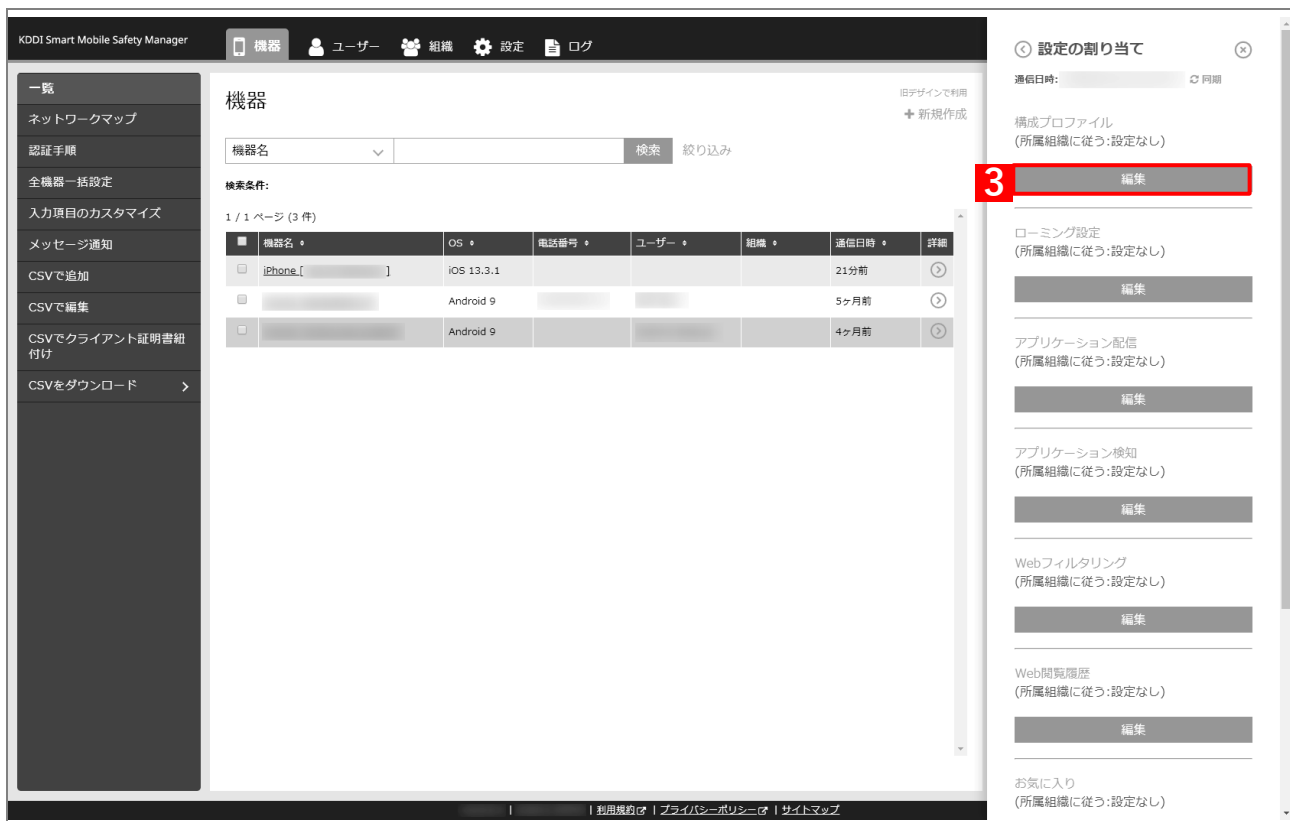 KDDI Smart Mobile Safety Manager
機器
ユーザー
組織
設定
ログ
一覧
ネットワークマップ
認証手順
全機器一括設定
入力項目のカスタマイズ
メッセージ通知
CSVで追加
CSVで編集
CSVでクライアント証明書紐
付け
CSVをダウンロード
機器
旧デザインで利用
新規作成
機器名
検索
絞り込み
検索条件:
1 / 1 ページ (3 件)
機器名 OS 電話番号 ユーザー 組織 通信日時 詳細
iPhone [ ] iOS 13.3.1 21分前
Android 9 5ヶ月前
Android 9 4ヶ月前
| | 利用規約 | プライバシーポリシー | サイトマップ
設定の割り当て
通信日時: 同期
構成プロファイル
(所属組織に従う:設定なし)
3
編集
ローミング設定
(所属組織に従う:設定なし)
編集
アプリケーション配信
(所属組織に従う:設定なし)
編集
アプリケーション検知
(所属組織に従う:設定なし)
編集
Webフィルタリング
(所属組織に従う:設定なし)
編集
Web閲覧履歴
(所属組織に従う:設定なし)
編集
お気に入り
(所属組織に従う:設定なし)